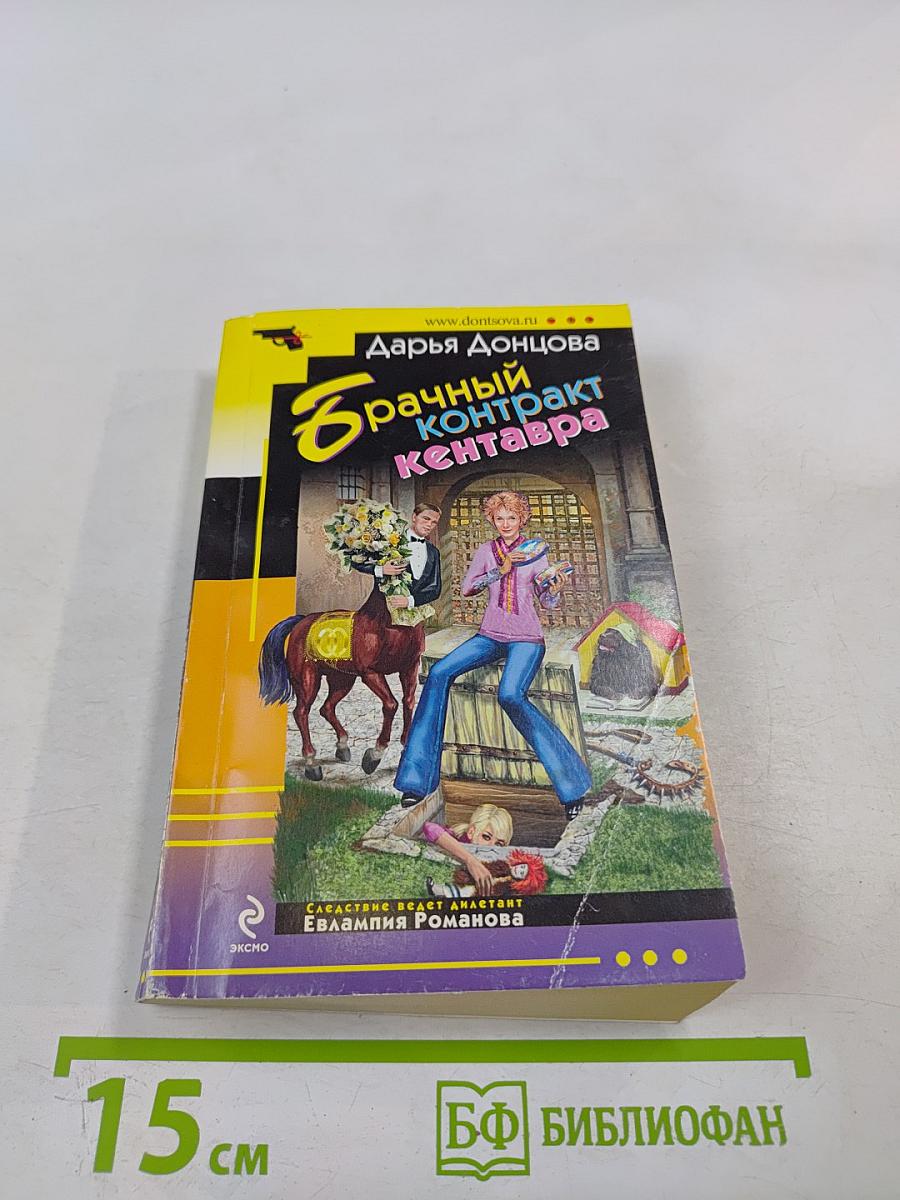 www.dontsova.ru
Дарья Донцова
Брачный
контракт
кентавра
Следствие ведет дилетант
Евлампия Романова
ЭКСМО
15 см
БФ БИБЛИОФАН